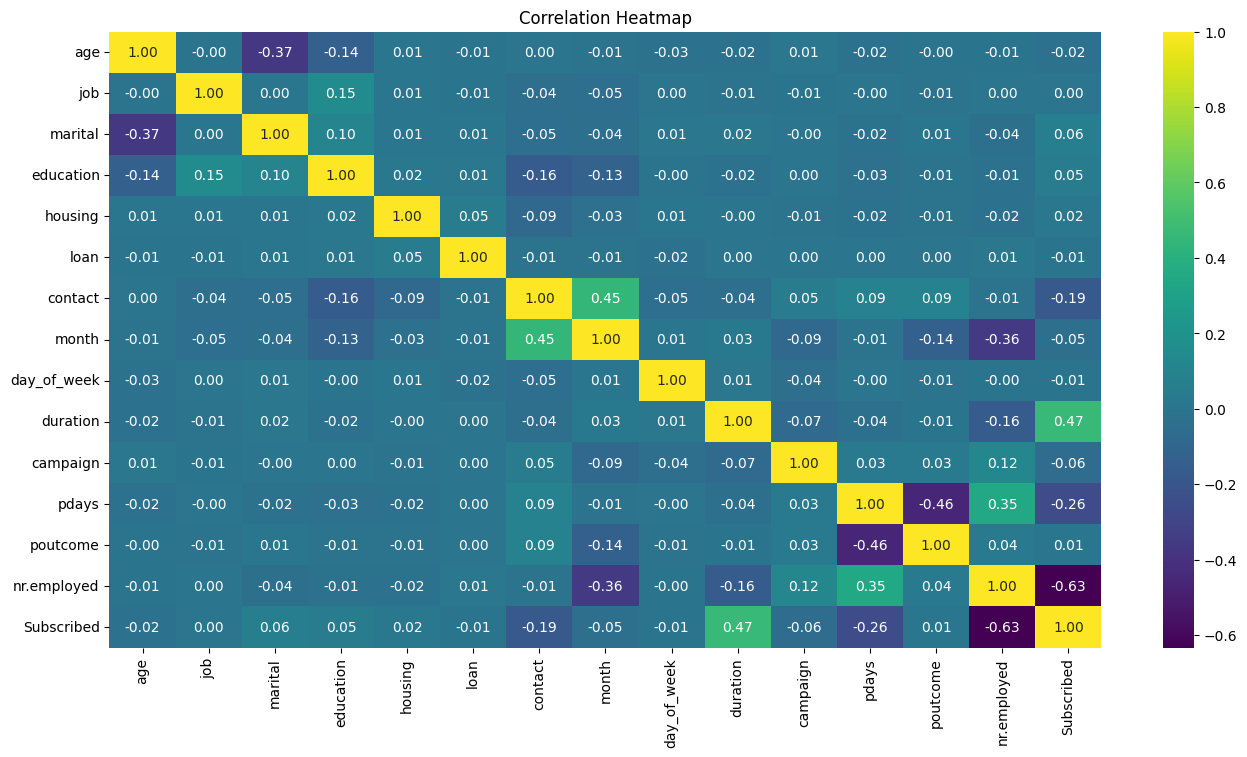 Correlation Heatmap
age 1.00 -0.00 -0.37 -0.14 0.01 -0.01 0.00 -0.01 -0.03 -0.02 0.01 -0.02 -0.00 -0.01 -0.02
job -0.00 1.00 0.00 0.15 0.01 -0.01 -0.04 -0.05 0.00 -0.01 -0.01 -0.00 -0.01 0.00 0.00
marital -0.37 0.00 1.00 0.10 0.01 0.01 -0.05 -0.04 0.01 0.02 -0.00 -0.02 0.01 -0.04 0.06
education -0.14 0.15 0.10 1.00 0.02 0.01 -0.16 -0.13 -0.00 -0.02 0.00 -0.03 -0.01 -0.01 0.05
housing 0.01 0.01 0.01 0.02 1.00 0.05 -0.09 -0.03 0.01 -0.00 -0.01 -0.02 -0.01 -0.02 0.02
loan -0.01 -0.01 0.01 0.01 0.05 1.00 -0.01 -0.01 -0.02 0.00 0.00 0.00 0.00 0.01 -0.01
contact 0.00 -0.04 -0.05 -0.16 -0.09 -0.01 1.00 0.45 -0.05 -0.04 0.05 0.09 0.09 -0.01 -0.19
month -0.01 -0.05 -0.04 -0.13 -0.03 -0.01 0.45 1.00 0.01 0.03 -0.09 -0.01 -0.14 -0.36 -0.05
day_of_week -0.03 0.00 0.01 -0.00 0.01 -0.02 -0.05 0.01 1.00 0.01 -0.04 -0.00 -0.01 -0.00 -0.01
duration -0.02 -0.01 0.02 -0.02 -0.00 0.00 -0.04 0.03 0.01 1.00 -0.07 -0.04 -0.01 -0.16 0.47
campaign 0.01 -0.01 -0.00 0.00 -0.01 0.00 0.05 -0.09 -0.04 -0.07 1.00 0.03 0.03 0.12 -0.06
pdays -0.02 -0.00 -0.02 -0.03 -0.02 0.00 0.09 -0.01 -0.00 -0.04 0.03 1.00 -0.46 0.35 -0.26
poutcome -0.00 -0.01 0.01 -0.01 -0.01 0.00 0.09 -0.14 -0.01 -0.01 0.03 -0.46 1.00 0.04 0.01
nr.employed -0.01 0.00 -0.04 -0.01 -0.02 0.01 -0.01 -0.36 -0.00 -0.16 0.12 0.35 0.04 1.00 -0.63
Subscribed -0.02 0.00 0.06 0.05 0.02 -0.01 -0.19 -0.05 -0.01 0.47 -0.06 -0.26 0.01 -0.63 1.00
age job marital education housing loan contact month day_of_week duration campaign pdays poutcome nr.employed Subscribed
1.0
0.8
0.6
0.4
0.2
0.0
−0.2
−0.4
−0.6